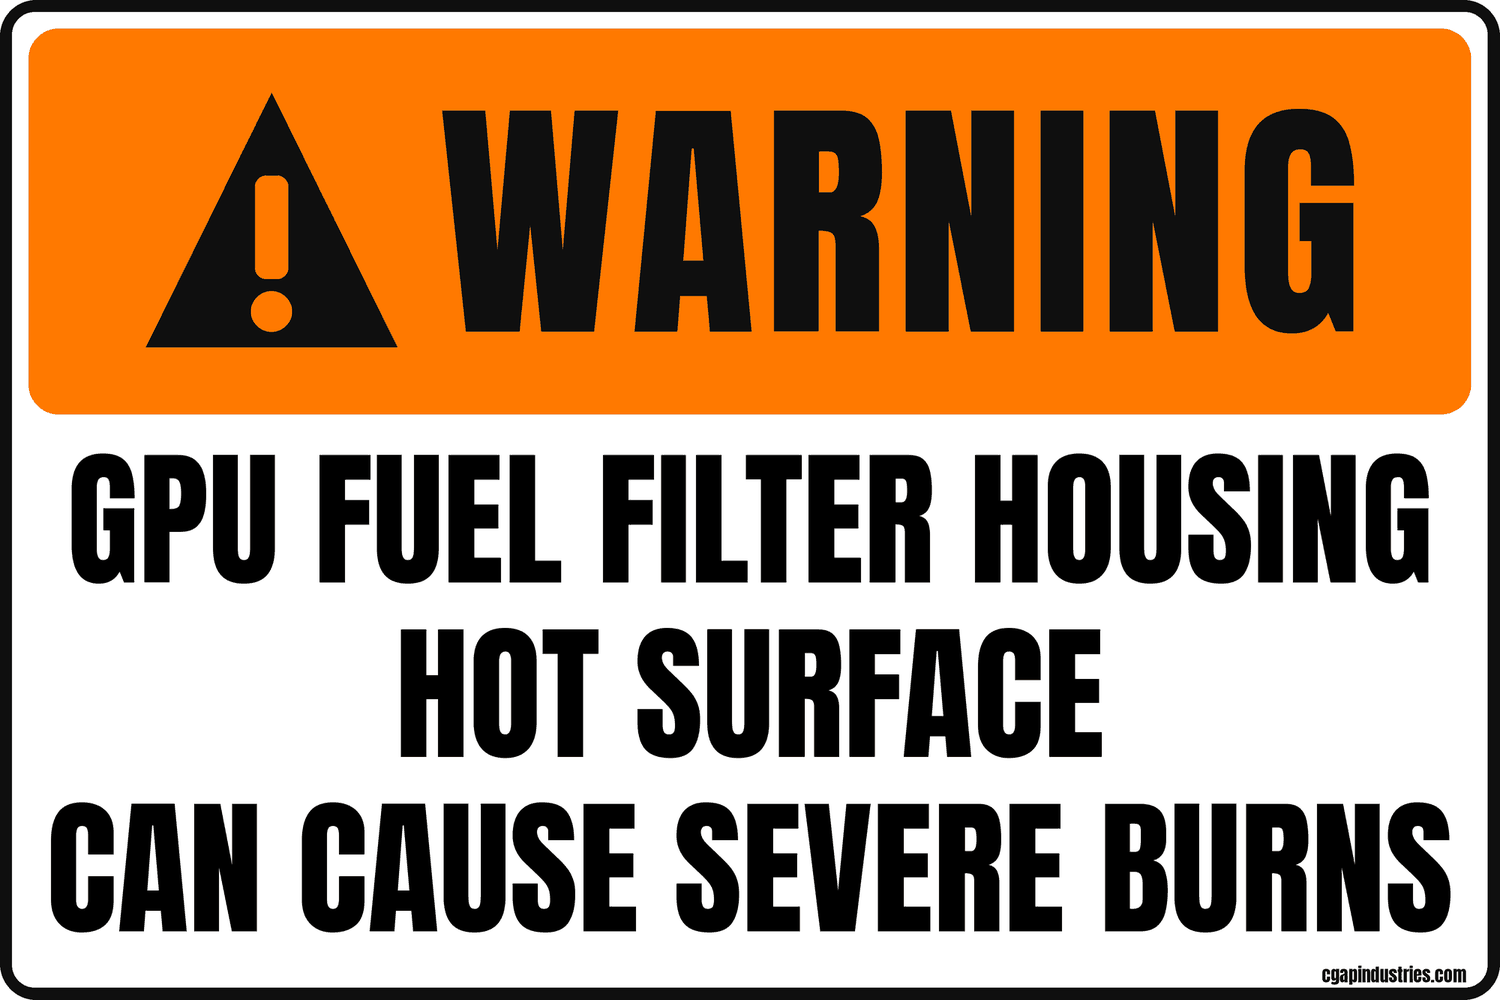 WARNING
GPU FUEL FILTER HOUSING
HOT SURFACE
CAN CAUSE SEVERE BURNS
cgapindustries.com